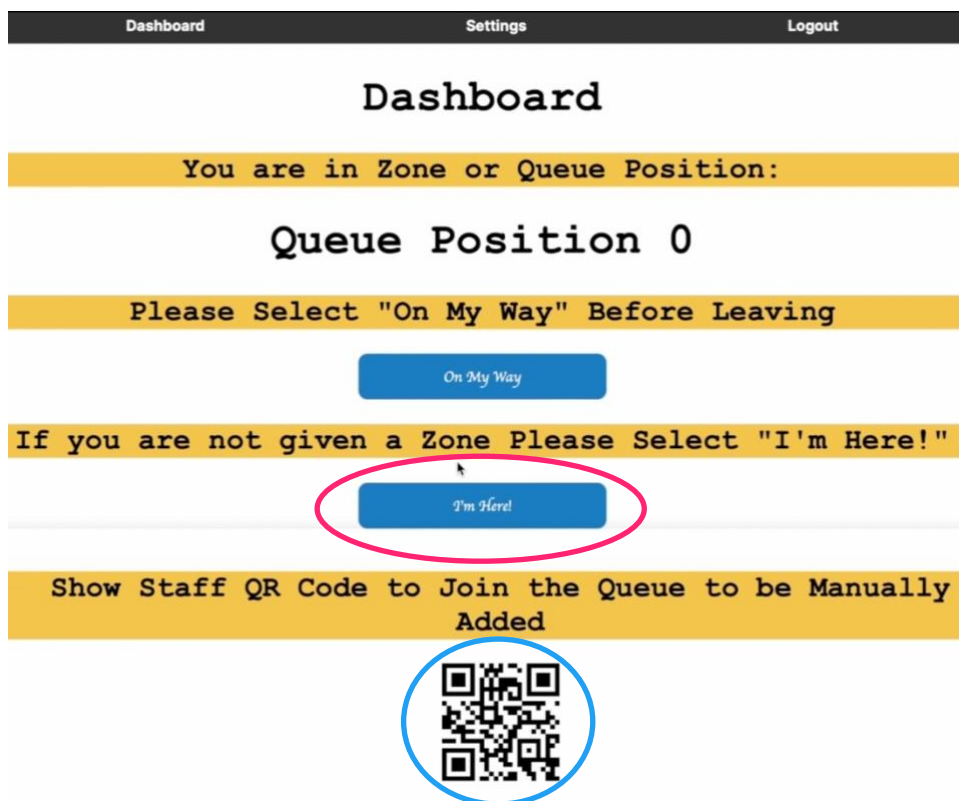 Dashboard Settings Logout
Dashboard
You are in Zone or Queue Position:
Queue Position 0
Please Select "On My Way" Before Leaving
On My Way
If you are not given a Zone Please Select "I'm Here!"
I'm Here!
Show Staff QR Code to Join the Queue to be Manually
Added